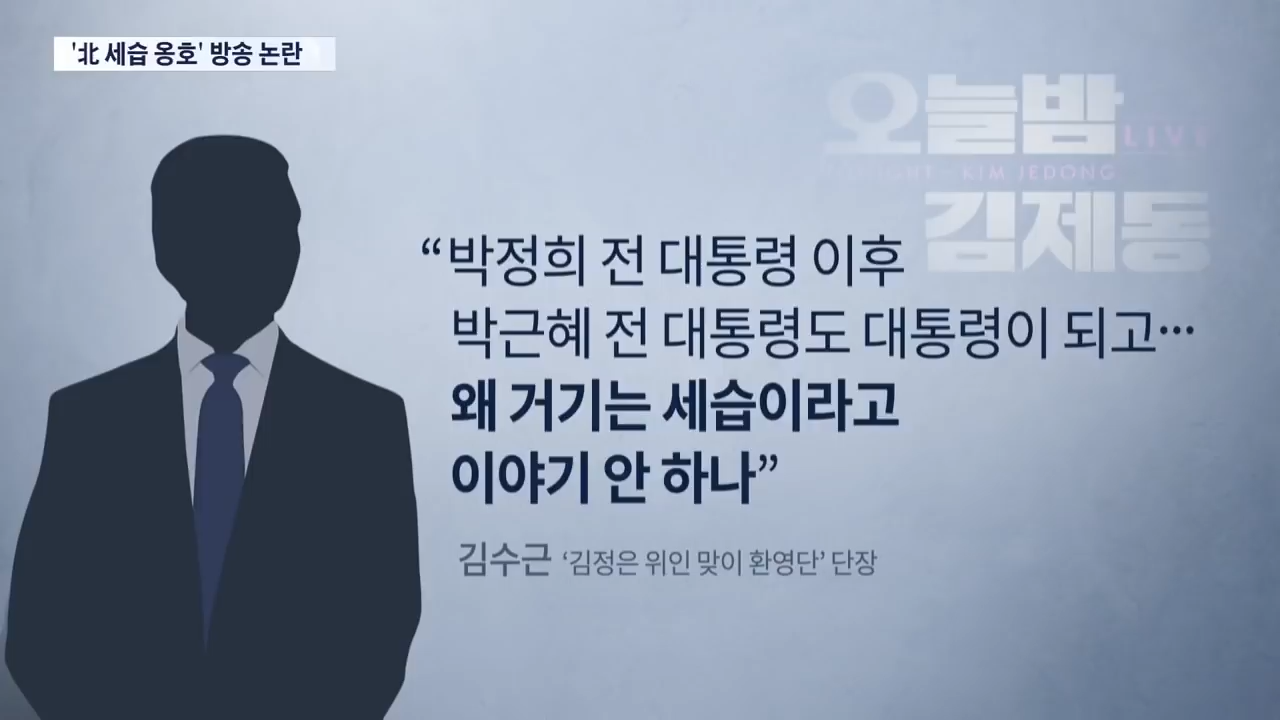 '北 세습 옹호' 방송 논란
오늘밤
LIVE
KIM JEDONG
김제동
“박정희 전 대통령 이후
박근혜 전 대통령도 대통령이 되고…
왜 거기는 세습이라고
이야기 안 하나”
김수근 ‘김정은 위인 맞이 환영단’ 단장